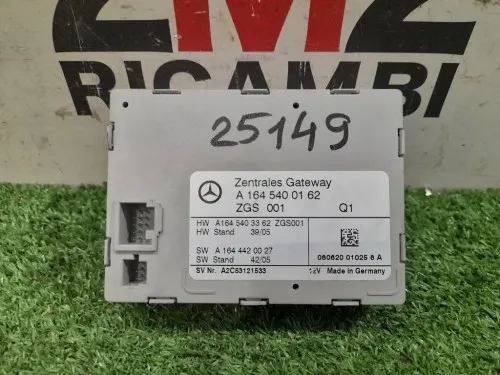 ZMZ
RICAMBI
25149
Zentrales Gateway
A 164 540 01 62
ZGS 001 Q1
HW A164 540 33 62 ZGS001
HW Stand 39/05
SW A 164 442 00 27
SW Stand 42/05
SV Nr. A2C53121533
060620 01025 6 A
12V Made in Germany